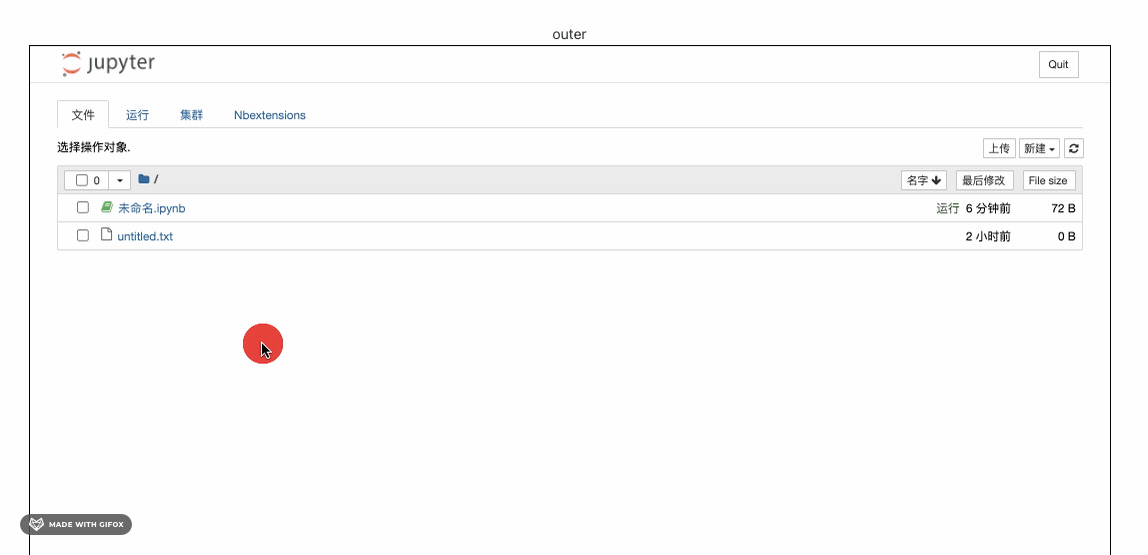 outer
jupyter
Quit
文件 运行 集群 Nbextensions
选择操作对象.
上传 新建
0 / 名字 最后修改 File size
未命名.ipynb 运行 6 分钟前 72 B
untitled.txt 2 小时前 0 B
MADE WITH GIFOX